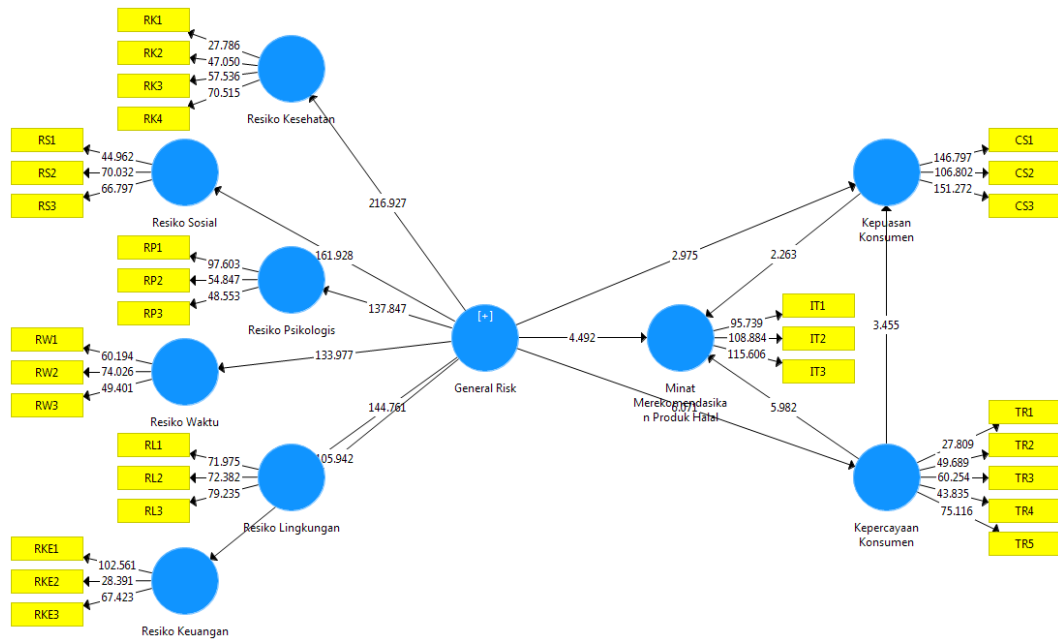 RK1
RK2
RK3
RK4
27.786
47.050
57.536
70.515
Resiko Kesehatan
RS1
RS2
RS3
44.962
70.032
66.797
Resiko Sosial
RP1
RP2
RP3
97.603
54.847
48.553
Resiko Psikologis
RW1
RW2
RW3
60.194
74.026
49.401
Resiko Waktu
RL1
RL2
RL3
71.975
72.382
79.235
Resiko Lingkungan
RKE1
RKE2
RKE3
102.561
28.391
67.423
Resiko Keuangan
216.927
161.928
137.847
133.977
144.761
105.942
[+]
General Risk
2.975
4.492
6.071
2.263
3.455
5.982
Minat
Merekomendasika
n Produk Halal
95.739
108.884
115.606
IT1
IT2
IT3
Kepuasan
Konsumen
146.797
106.802
151.272
CS1
CS2
CS3
Kepercayaan
Konsumen
27.809
49.689
60.254
43.835
75.116
TR1
TR2
TR3
TR4
TR5